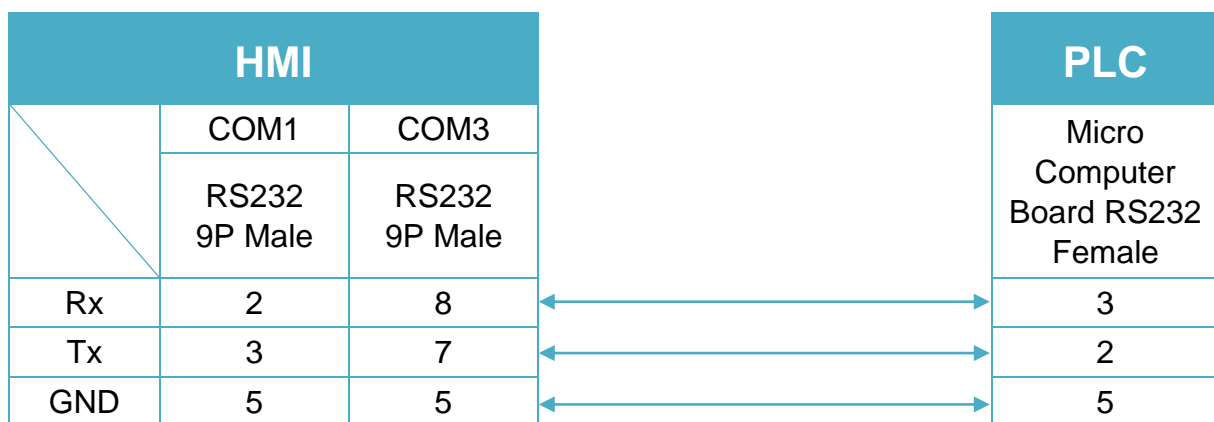 HMI PLC
COM1 COM3 Micro
Computer
Board RS232
Female
RS232 RS232
9P Male 9P Male
Rx 2 8 3
Tx 3 7 2
GND 5 5 5